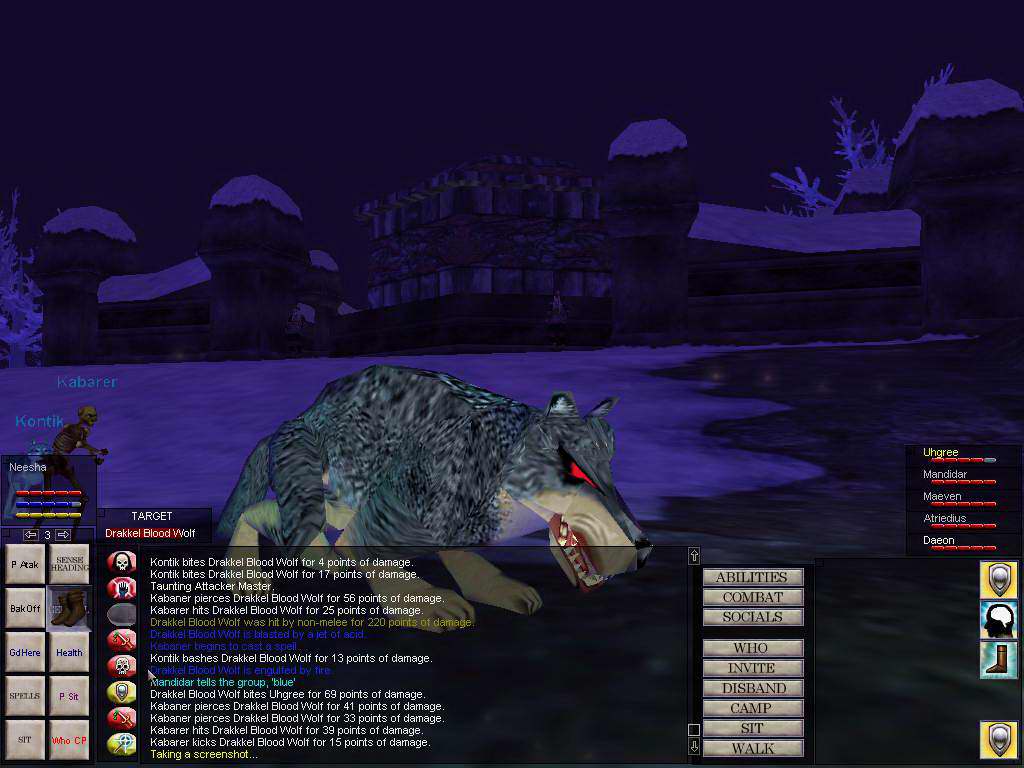 Kabarer
Kontik
Neesha
3
TARGET
Drakkel Blood Wolf
Uhgree
Mandidar
Maeven
Atriedius
Daeon
P Atak
SENSE HEADING
Bak Off
GdHere
Health
SPELLS
P Sit
SIT
Who CP
Kontik bites Drakkel Blood Wolf for 4 points of damage.
Kontik bites Drakkel Blood Wolf for 17 points of damage.
Taunting Attacker Master.
Kabarer pierces Drakkel Blood Wolf for 56 points of damage.
Kabarer hits Drakkel Blood Wolf for 25 points of damage.
Drakkel Blood Wolf was hit by non-melee for 220 points of damage.
Drakkel Blood Wolf is blasted by a jet of acid.
Kabarer begins to cast a spell.
Kontik bashes Drakkel Blood Wolf for 13 points of damage.
Drakkel Blood Wolf is engulfed by fire.
Mandidar tells the group, 'blue'
Drakkel Blood Wolf bites Uhgree for 69 points of damage.
Kabarer pierces Drakkel Blood Wolf for 41 points of damage.
Kabarer pierces Drakkel Blood Wolf for 33 points of damage.
Kabarer hits Drakkel Blood Wolf for 39 points of damage.
Kabarer kicks Drakkel Blood Wolf for 15 points of damage.
Taking a screenshot...
ABILITIES
COMBAT
SOCIALS
WHO
INVITE
DISBAND
CAMP
SIT
WALK